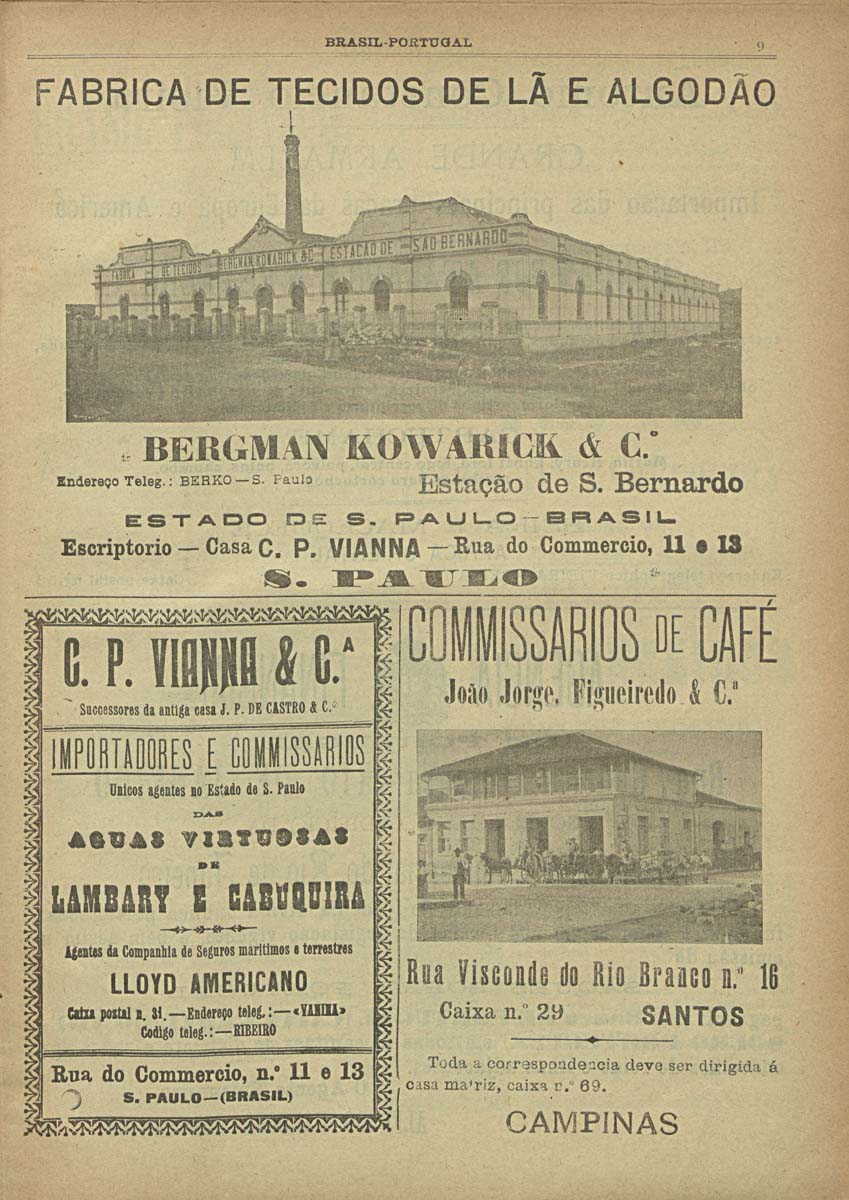 BRASIL-PORTUGAL 9
FABRICA DE TECIDOS DE LÃ E ALGODÃO
FABRICA DE TECIDOS BERGMAN KOWARICK & C ESTAÇÃO DE SÃO BERNARDO
BERGMAN KOWARICK & C.ª
Endereço Teleg.: BERKO—S. Paulo Estação de S. Bernardo
ESTADO DE S. PAULO—BRASIL
Escriptorio — Casa C. P. VIANNA — Rua do Commercio, 11 e 13
S. PAULO
C. P. VIANNA & C.ª
Successores da antiga casa J. P. DE CASTRO & C.ª
IMPORTADORES E COMMISSARIOS
Unicos agentes no Estado de S. Paulo
DAS
AGUAS VIRTUOSAS
DE
LAMBARY E CABUQUIRA
Agentes da Companhia de Seguros maritimos e terrestres
LLOYD AMERICANO
Caixa postal n. 31.—Endereço teleg.:—«VANINA»
Codigo teleg.:—RIBEIRO
Rua do Commercio, n.º 11 e 13
S. PAULO—(BRASIL)
COMMISSARIOS DE CAFÉ
João Jorge, Figueiredo & C.ª
Rua Visconde do Rio Branco n.º 16
Caixa n.º 29 SANTOS
Toda a correspondencia deve ser dirigida á
casa matriz, caixa n.º 69.
CAMPINAS